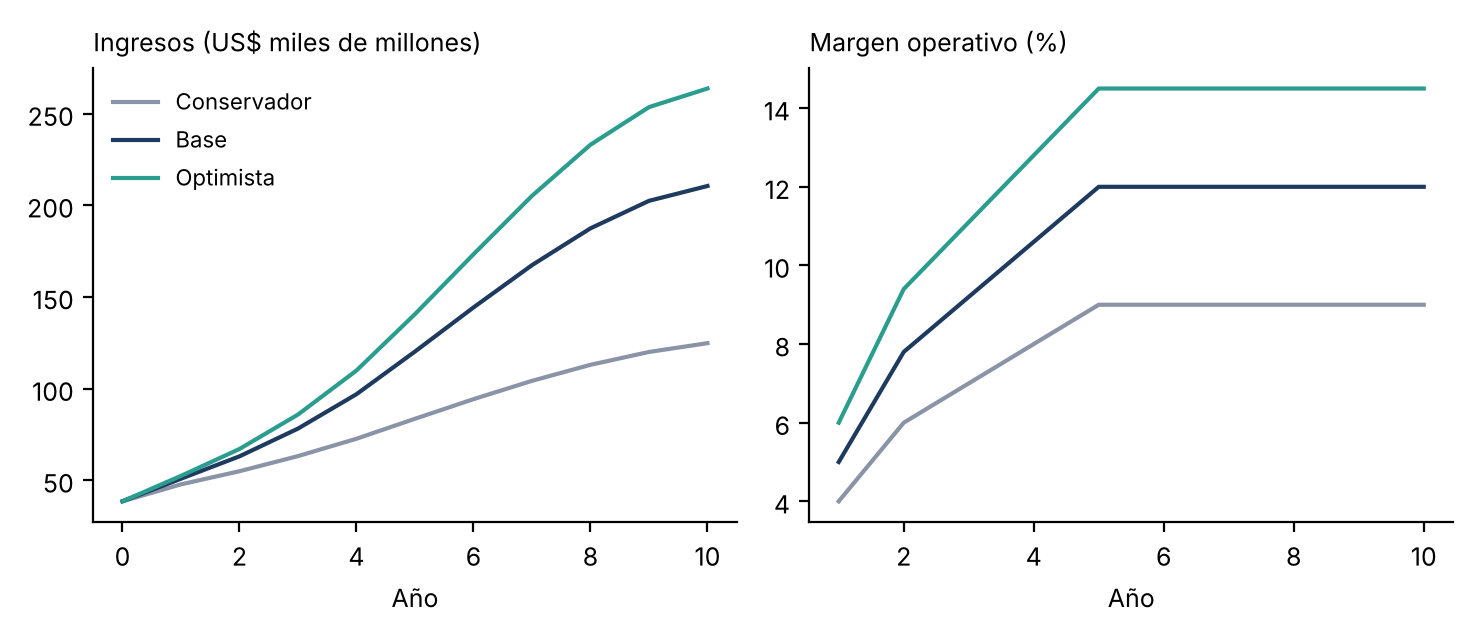 Ingresos (US$ miles de millones)
Conservador
Base
Optimista
250
200
150
100
50
0 2 4 6 8 10
Año
Margen operativo (%)
14
12
10
8
6
4
2 4 6 8 10
Año